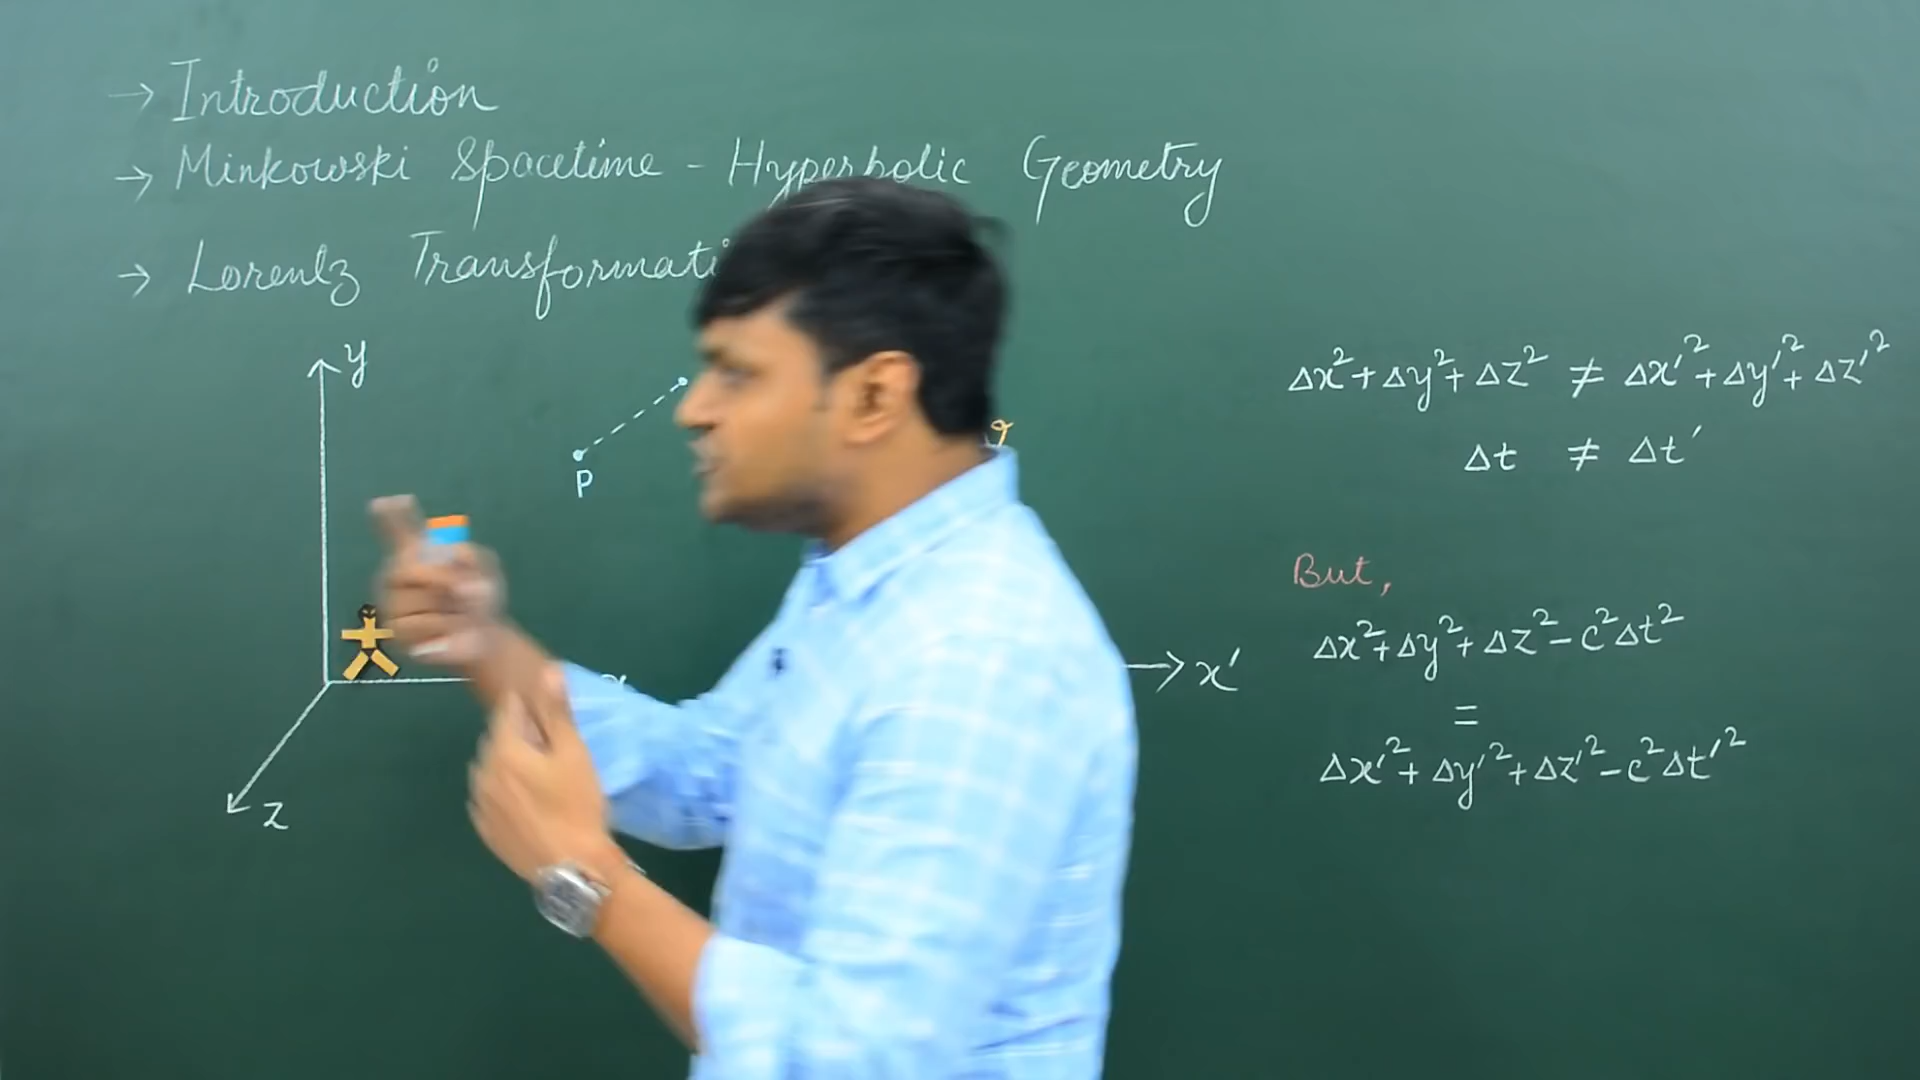 → Introduction
→ Minkowski Spacetime - Hyperbolic Geometry
→ Lorentz
y
P
x
z
x'
Δx² + Δy² + Δz² ≠ Δx'² + Δy'² + Δz'²
Δt ≠ Δt'
But,
Δx² + Δy² + Δz² - c²Δt²
=
Δx'² + Δy'² + Δz'² - c²Δt'²